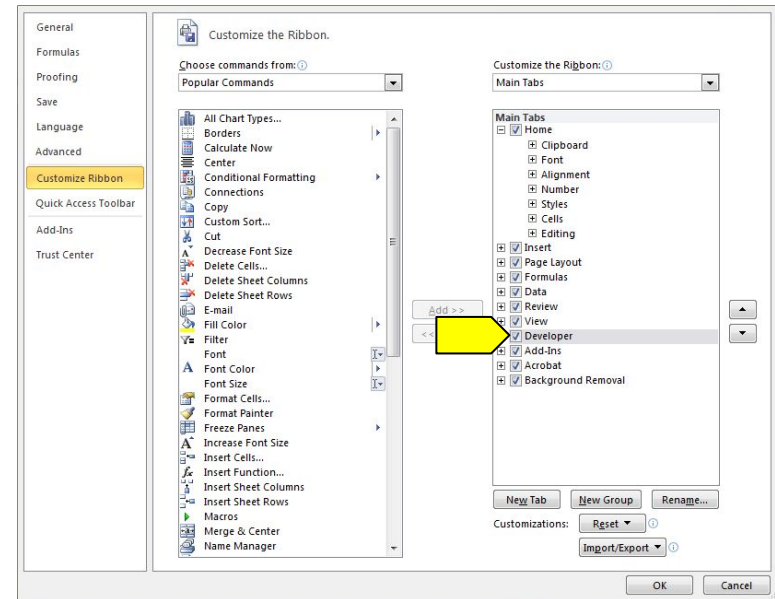 General
Formulas
Proofing
Save
Language
Advanced
Customize Ribbon
Quick Access Toolbar
Add-Ins
Trust Center
Customize the Ribbon.
Choose commands from:
Popular Commands
All Chart Types...
Borders
Calculate Now
Center
Conditional Formatting
Connections
Copy
Custom Sort...
Cut
Decrease Font Size
Delete Cells...
Delete Sheet Columns
Delete Sheet Rows
E-mail
Fill Color
Filter
Font
Font Color
Font Size
Format Cells...
Format Painter
Freeze Panes
Increase Font Size
Insert Cells...
Insert Function...
Insert Sheet Columns
Insert Sheet Rows
Macros
Merge & Center
Name Manager
Add >>
<<
Customize the Ribbon:
Main Tabs
Main Tabs
Home
Clipboard
Font
Alignment
Number
Styles
Cells
Editing
Insert
Page Layout
Formulas
Data
Review
View
Developer
Add-Ins
Acrobat
Background Removal
New Tab
New Group
Rename...
Customizations:
Reset
Import/Export
OK
Cancel